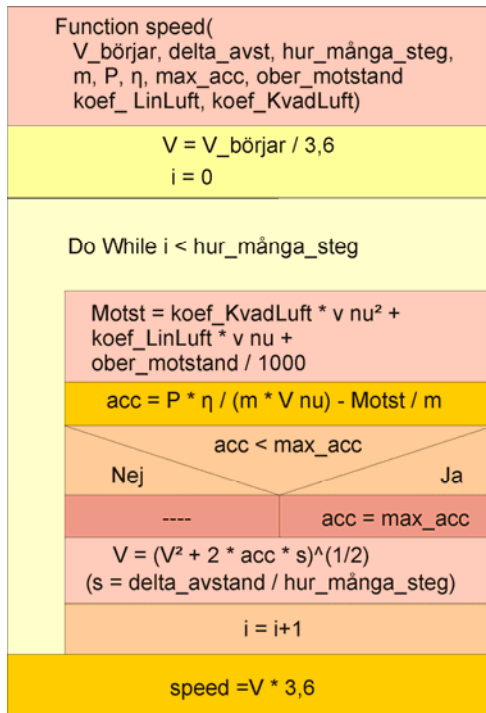 Function speed(
V_börjar, delta_avst, hur_många_steg,
m, P, η, max_acc, ober_motstand
koef_ LinLuft, koef_KvadLuft)
V = V_börjar / 3,6
i = 0
Do While i < hur_många_steg
Motst = koef_KvadLuft * v nu² +
koef_LinLuft * v nu +
ober_motstand / 1000
acc = P * η / (m * V nu) - Motst / m
acc < max_acc
Nej Ja
---- acc = max_acc
V = (V² + 2 * acc * s)^(1/2)
(s = delta_avstand / hur_många_steg)
i = i+1
speed =V * 3,6